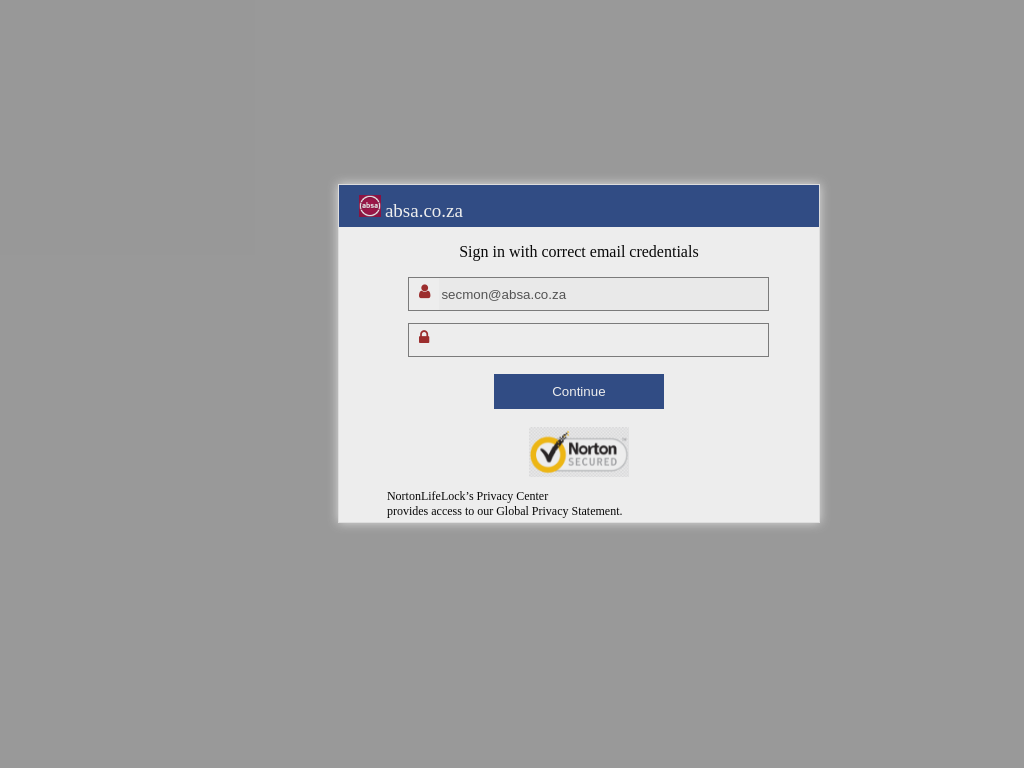 absa absa.co.za
Sign in with correct email credentials
secmon@absa.co.za
Continue
Norton
SECURED
NortonLifeLock’s Privacy Center
provides access to our Global Privacy Statement.